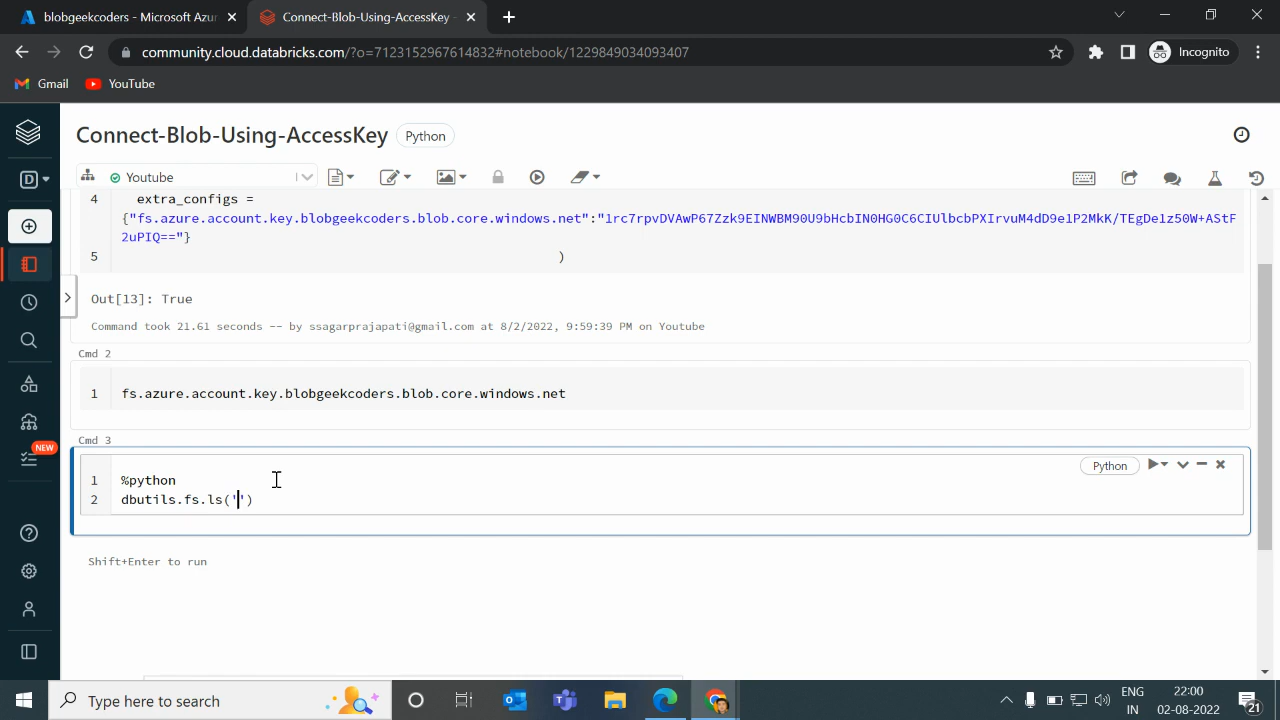 blobgeekcoders - Microsoft Azur
Connect-Blob-Using-AccessKey -
community.cloud.databricks.com/?o=7123152967614832#notebook/1229849034093407
Incognito
Gmail
YouTube
Connect-Blob-Using-AccessKey
Python
D
Youtube
4 extra_configs =
{"fs.azure.account.key.blobgeekcoders.blob.core.windows.net":
5 )
Out[13]: True
Command took 21.61 seconds -- by ssagarprajapati@gmail.com at 8/2/2022, 9:59:39 PM on Youtube
Cmd 2
1 fs.azure.account.key.blobgeekcoders.blob.core.windows.net
Cmd 3
NEW
Python
1 %python
2 dbutils.fs.ls('')
Shift+Enter to run
Type here to search
ENG
IN
22:00
02-08-2022
21